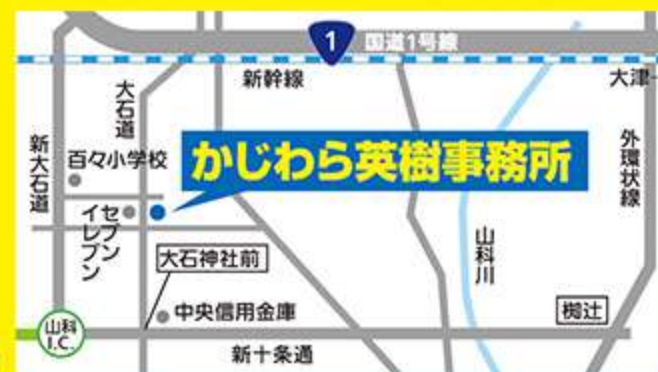 1
国道1号線
新幹線
大津
大石道
新大石道
百々小学校
かじわら英樹事務所
外環状線
セブン
イレブン
大石神社前
山科川
中央信用金庫
椥辻
山科
I.C.
新十条通